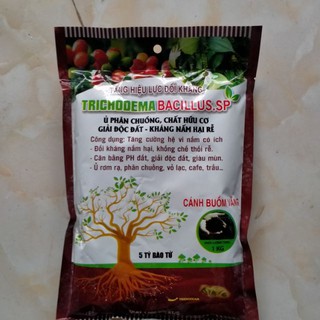 TĂNG HIỆU LỰC ĐỐI KHÁNG
TRICHODEMA BACILLUS.SP
Ủ PHÂN CHUỒNG, CHẤT HỮU CƠ
GIẢI ĐỘC ĐẤT - KHÁNG NẤM HẠI RỄ
Công dụng: Tăng cường hệ vi nấm có ích
- Đối kháng nấm hại, khống chế thối rễ.
- Cân bằng PH đất, giải độc đất, giàu mùn.
- Ủ rơm rạ, phân chuồng, vỏ lạc, cafe, trấu...
CÁNH BUỒM VÀNG
5 TỶ BÀO TỬ